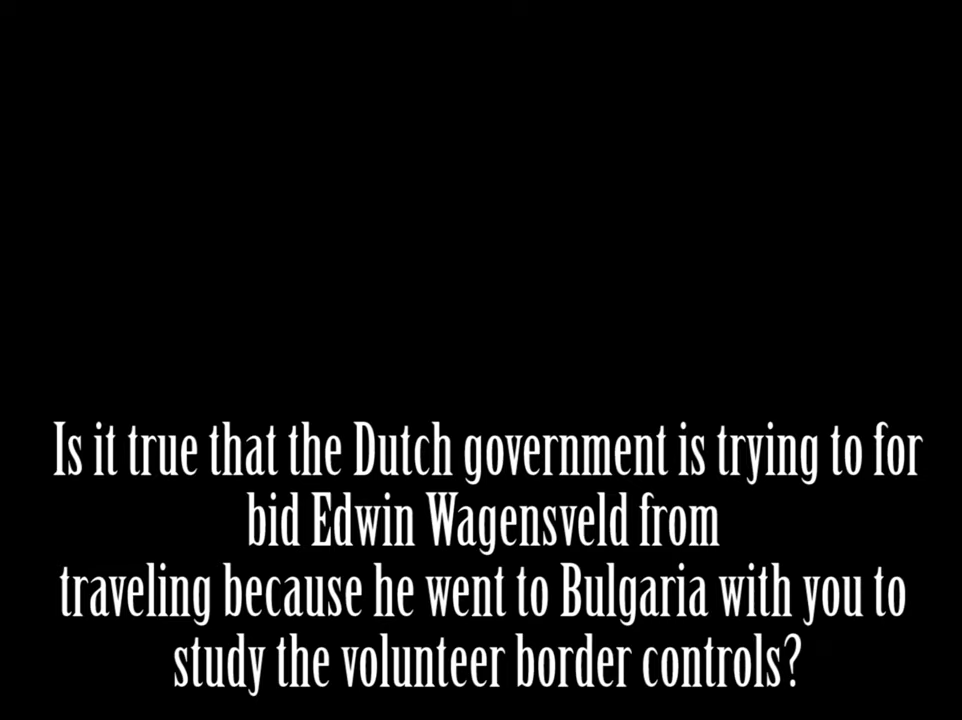 Is it true that the Dutch government is trying to for
bid Edwin Wagensveld from
traveling because he went to Bulgaria with you to
study the volunteer border controls?